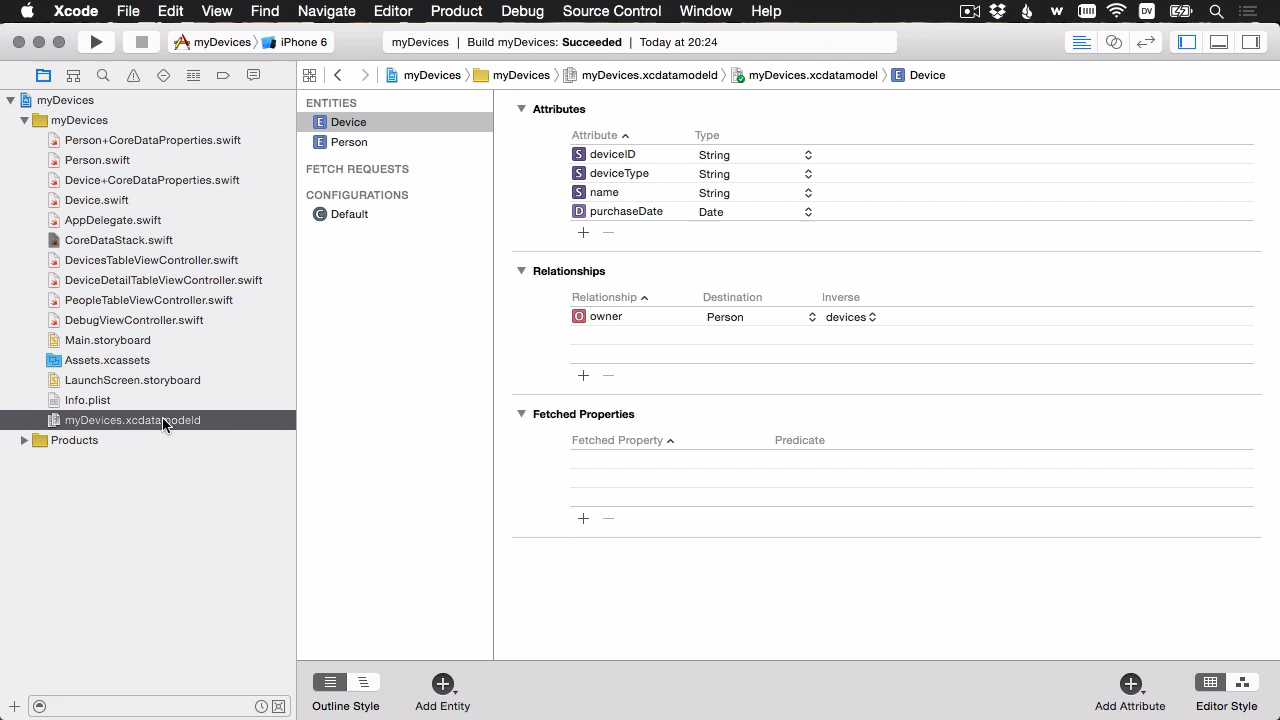 Xcode File Edit View Find Navigate Editor Product Debug Source Control Window Help DV
myDevices iPhone 6 myDevices | Build myDevices: Succeeded | Today at 20:24
myDevices myDevices myDevices.xcdatamodeld myDevices.xcdatamodel E Device
myDevices
myDevices
Person+CoreDataProperties.swift
Person.swift
Device+CoreDataProperties.swift
Device.swift
AppDelegate.swift
CoreDataStack.swift
DevicesTableViewController.swift
DeviceDetailTableViewController.swift
PeopleTableViewController.swift
DebugViewController.swift
Main.storyboard
Assets.xcassets
LaunchScreen.storyboard
Info.plist
myDevices.xcdatamodeld
Products
ENTITIES
E Device
E Person
FETCH REQUESTS
CONFIGURATIONS
C Default
Attributes
Attribute Type
S deviceID String
S deviceType String
S name String
D purchaseDate Date
Relationships
Relationship Destination Inverse
O owner Person devices
Fetched Properties
Fetched Property Predicate
Outline Style Add Entity Add Attribute Editor Style